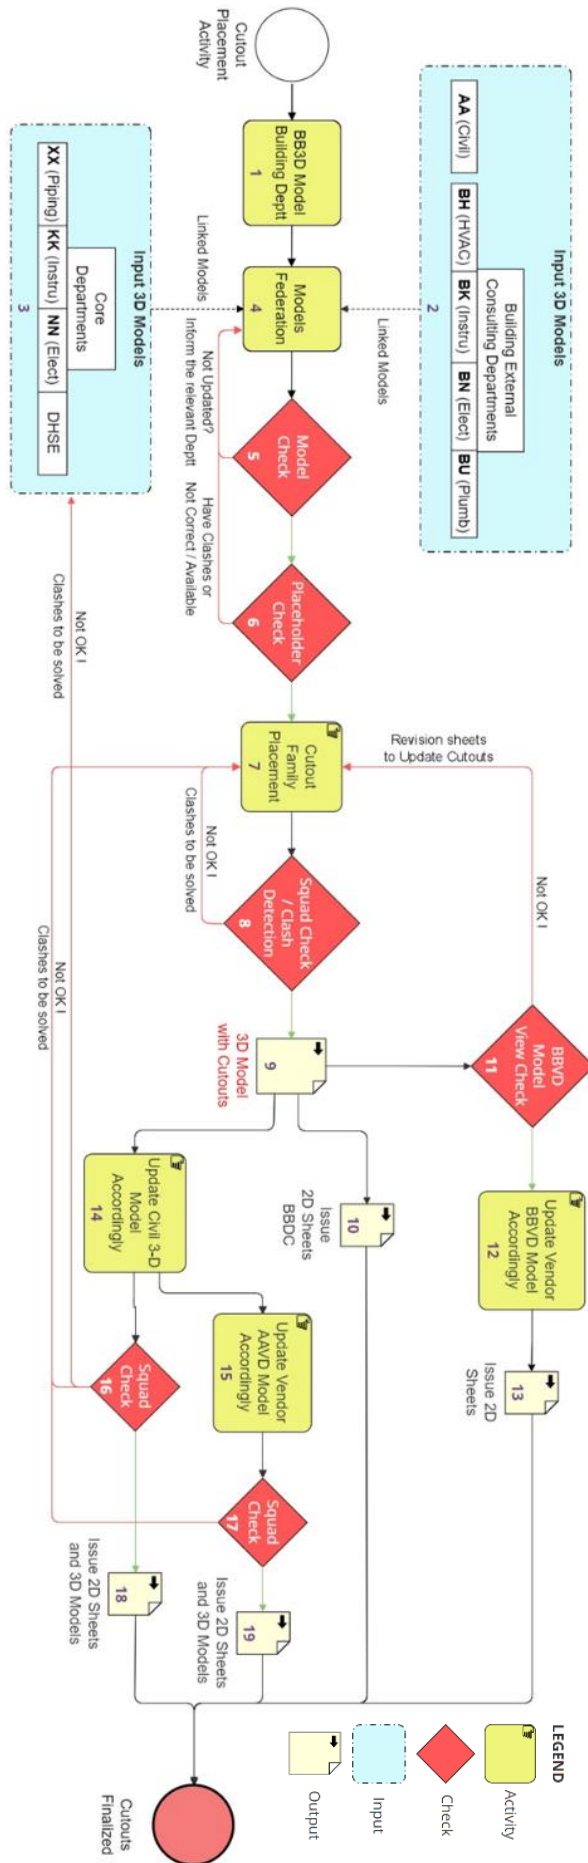 Cutout
Placement
Activity
BB3D Model
Building Deptt
1
Input 3D Models
AA (Civil)
Building External
Consulting Departments
BH (HVAC)
BK (Instru)
BN (Elect)
BU (Plumb)
2
Linked Models
Models
Federation
4
Linked Models
Input 3D Models
Core
Departments
XX (Piping)
KK (Instru)
NN (Elect)
DHSE
3
Model
Check
5
Not Updated?
Inform the relevant Deptt
Placeholder
Check
6
Have Clashes or
Not Correct / Available
Cutout
Family
Placement
7
Revision sheets
to Update Cutouts
Not OK !
Squad Check
/ Clash
Detection
8
Not OK !
Clashes to be solved
Not OK !
Clashes to be solved
Not OK !
Clashes to be solved
9
3D Model
with Cutouts
BBVD
Model
View Check
11
Update Vendor
BBVD Model
Accordingly
12
13
Issue 2D
Sheets
10
Issue
2D Sheets
BBDC
Update Civil 3-D
Model
Accordingly
14
Update Vendor
AAVD Model
Accordingly
15
Squad
Check
16
Squad
Check
17
18
Issue 2D Sheets
and 3D Models
19
Issue 2D Sheets
and 3D Models
Cutouts
Finalized
LEGEND
Activity
Check
Input
Output